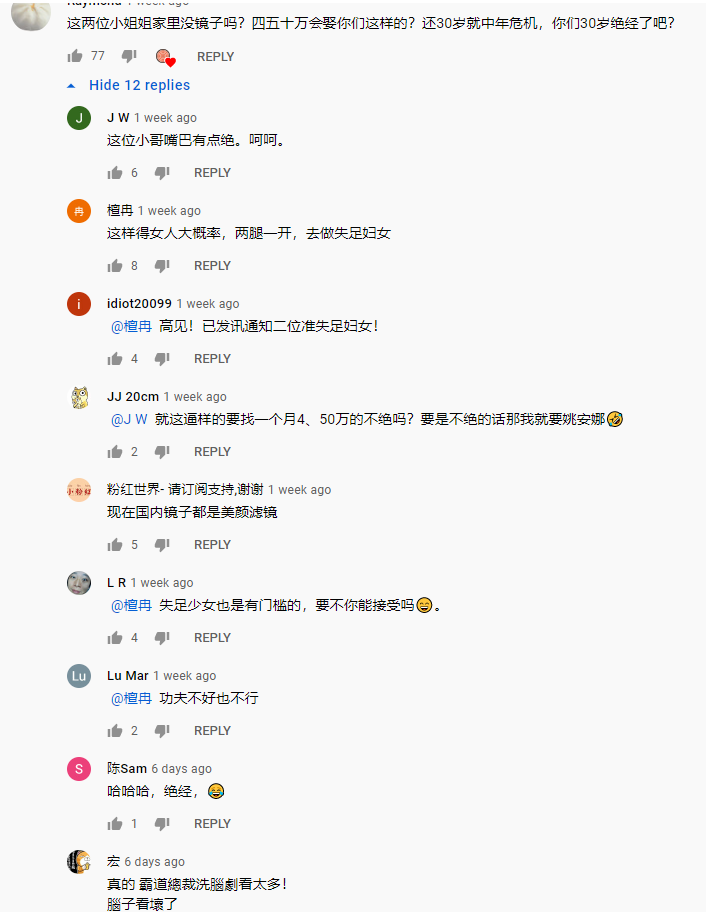 这两位小姐姐家里没镜子吗？四五十万会娶你们这样的？还30岁就中年危机，你们30岁绝经了吧？
77 REPLY
Hide 12 replies
J
J W 1 week ago
这位小哥嘴巴有点绝。呵呵。
6 REPLY
冉
檀冉 1 week ago
这样得女人大概率，两腿一开，去做失足妇女
8 REPLY
i
idiot20099 1 week ago
@檀冉 高见！已发讯通知二位准失足妇女！
4 REPLY
JJ 20cm 1 week ago
@J W 就这逼样的要找一个月4、50万的不绝吗？要是不绝的话那我就要姚安娜🤣
2 REPLY
小粉红
粉红世界- 请订阅支持,谢谢 1 week ago
现在国内镜子都是美颜滤镜
5 REPLY
L R 1 week ago
@檀冉 失足少女也是有门槛的，要不你能接受吗😄。
4 REPLY
Lu
Lu Mar 1 week ago
@檀冉 功夫不好也不行
2 REPLY
S
陈Sam 6 days ago
哈哈哈，绝经，😂
1 REPLY
宏 6 days ago
真的 霸道總裁洗腦劇看太多！
腦子看壞了